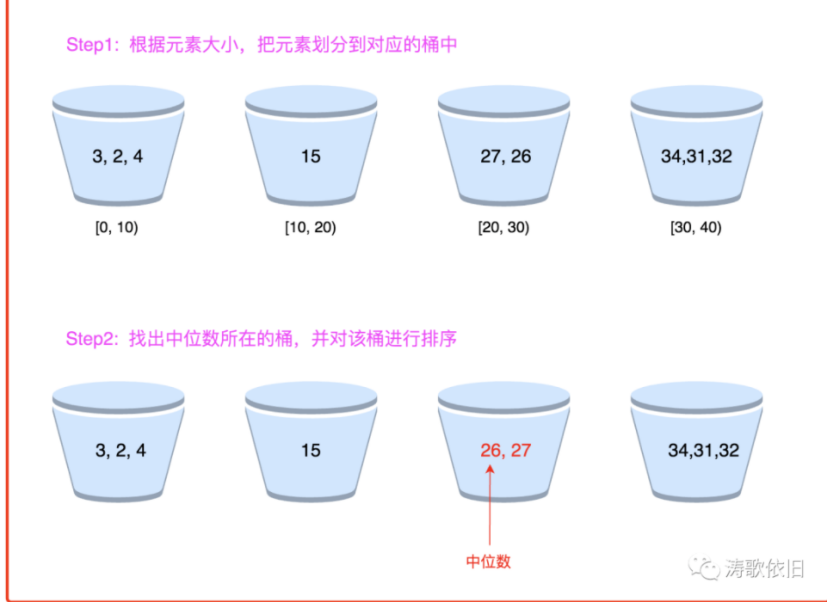 Step1: 根据元素大小，把元素划分到对应的桶中
3, 2, 4
15
27, 26
34,31,32
[0, 10)
[10, 20)
[20, 30)
[30, 40)
Step2: 找出中位数所在的桶，并对该桶进行排序
3, 2, 4
15
26, 27
34,31,32
中位数
涛歌依旧